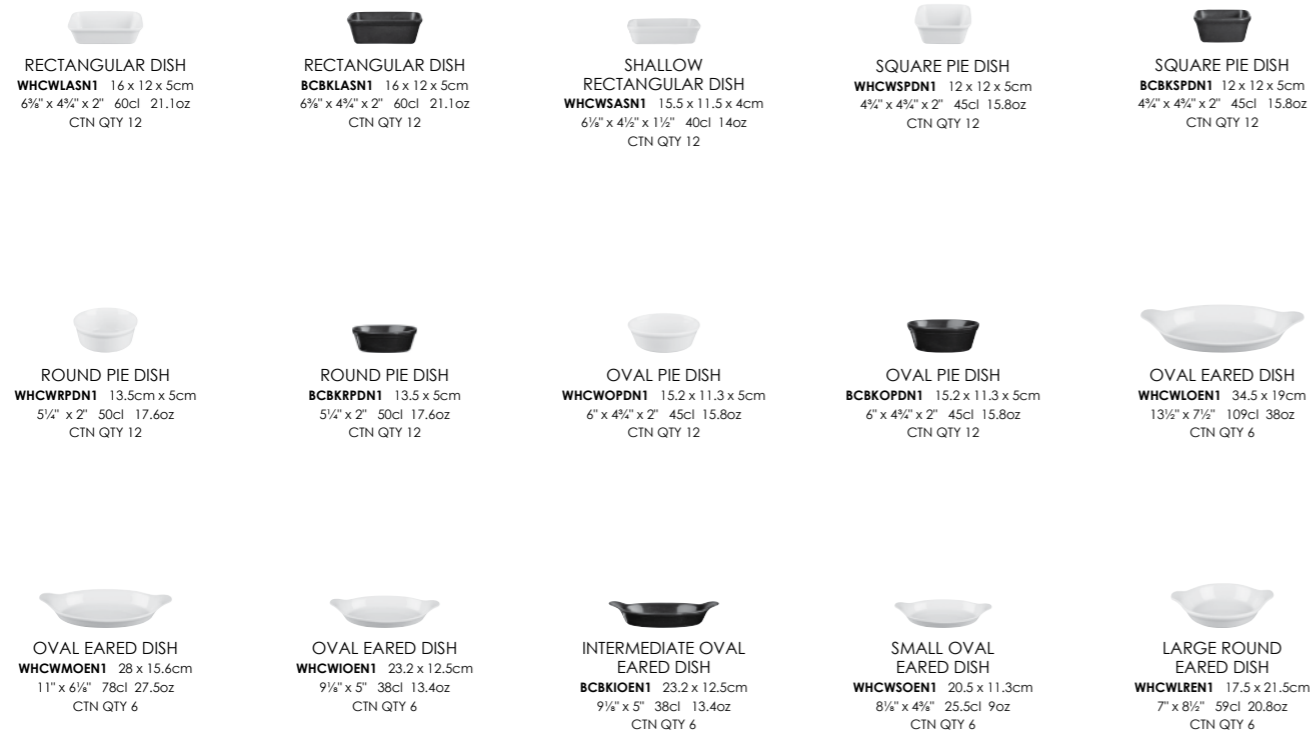 RECTANGULAR DISH
WHCWLASN1 16 x 12 x 5cm
6⅜" x 4¾" x 2" 60cl 21.1oz
CTN QTY 12
RECTANGULAR DISH
BCBKLASN1 16 x 12 x 5cm
6⅜" x 4¾" x 2" 60cl 21.1oz
CTN QTY 12
SHALLOW
RECTANGULAR DISH
WHCWSASN1 15.5 x 11.5 x 4cm
6⅛" x 4½" x 1½" 40cl 14oz
CTN QTY 12
SQUARE PIE DISH
WHCWSPDN1 12 x 12 x 5cm
4¾" x 4¾" x 2" 45cl 15.8oz
CTN QTY 12
SQUARE PIE DISH
BCBKSPDN1 12 x 12 x 5cm
4¾" x 4¾" x 2" 45cl 15.8oz
CTN QTY 12
ROUND PIE DISH
WHCWRPDN1 13.5cm x 5cm
5¼" x 2" 50cl 17.6oz
CTN QTY 12
ROUND PIE DISH
BCBKRPDN1 13.5 x 5cm
5¼" x 2" 50cl 17.6oz
CTN QTY 12
OVAL PIE DISH
WHCWOPDN1 15.2 x 11.3 x 5cm
6" x 4¾" x 2" 45cl 15.8oz
CTN QTY 12
OVAL PIE DISH
BCBKOPDN1 15.2 x 11.3 x 5cm
6" x 4¾" x 2" 45cl 15.8oz
CTN QTY 12
OVAL EARED DISH
WHCWLOEN1 34.5 x 19cm
13½" x 7½" 109cl 38oz
CTN QTY 6
OVAL EARED DISH
WHCWMOEN1 28 x 15.6cm
11" x 6⅛" 78cl 27.5oz
CTN QTY 6
OVAL EARED DISH
WHCWIOEN1 23.2 x 12.5cm
9⅛" x 5" 38cl 13.4oz
CTN QTY 6
INTERMEDIATE OVAL
EARED DISH
BCBKIOEN1 23.2 x 12.5cm
9⅛" x 5" 38cl 13.4oz
CTN QTY 6
SMALL OVAL
EARED DISH
WHCWSOEN1 20.5 x 11.3cm
8⅛" x 4⅜" 25.5cl 9oz
CTN QTY 6
LARGE ROUND
EARED DISH
WHCWLREN1 17.5 x 21.5cm
7" x 8½" 59cl 20.8oz
CTN QTY 6